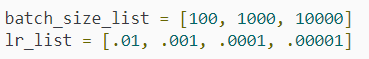 batch_size_list = [100, 1000, 10000]
lr_list = [.01, .001, .0001, .00001]